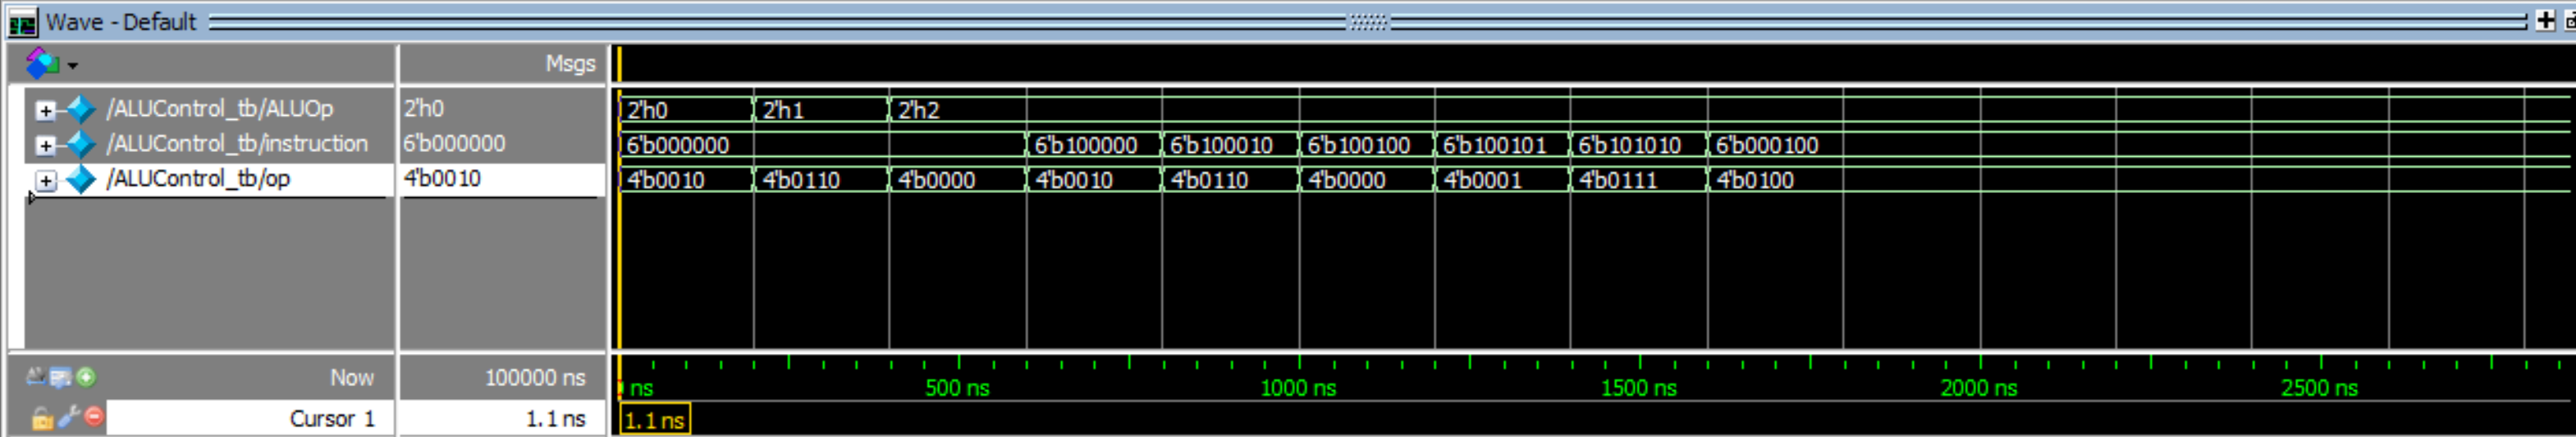 Wave - Default
Msgs
/ALUControl_tb/ALUOp 2'h0 2'h0 2'h1 2'h2
/ALUControl_tb/instruction 6'b000000 6'b000000 6'b100000 6'b100010 6'b100100 6'b100101 6'b101010 6'b000100
/ALUControl_tb/op 4'b0010 4'b0010 4'b0110 4'b0000 4'b0010 4'b0110 4'b0000 4'b0001 4'b0111 4'b0100
Now 100000 ns ns 500 ns 1000 ns 1500 ns 2000 ns 2500 ns
Cursor 1 1.1 ns 1.1 ns